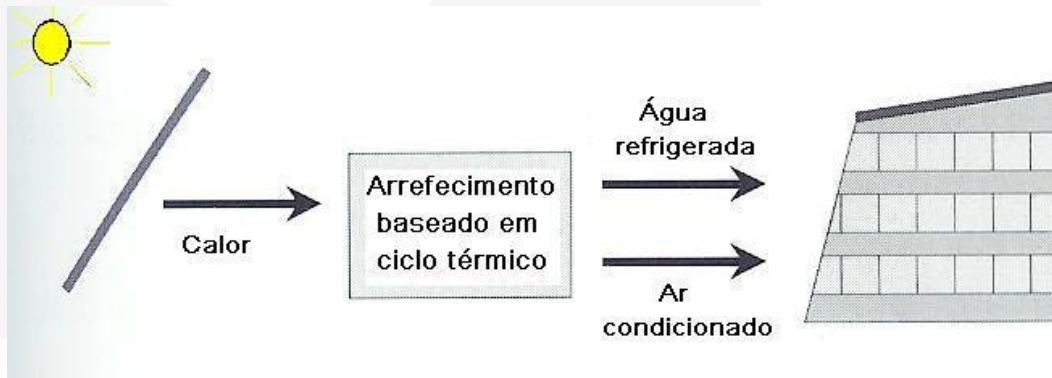 Calor
Arrefecimento
baseado em
ciclo térmico
Água
refrigerada
Ar
condicionado